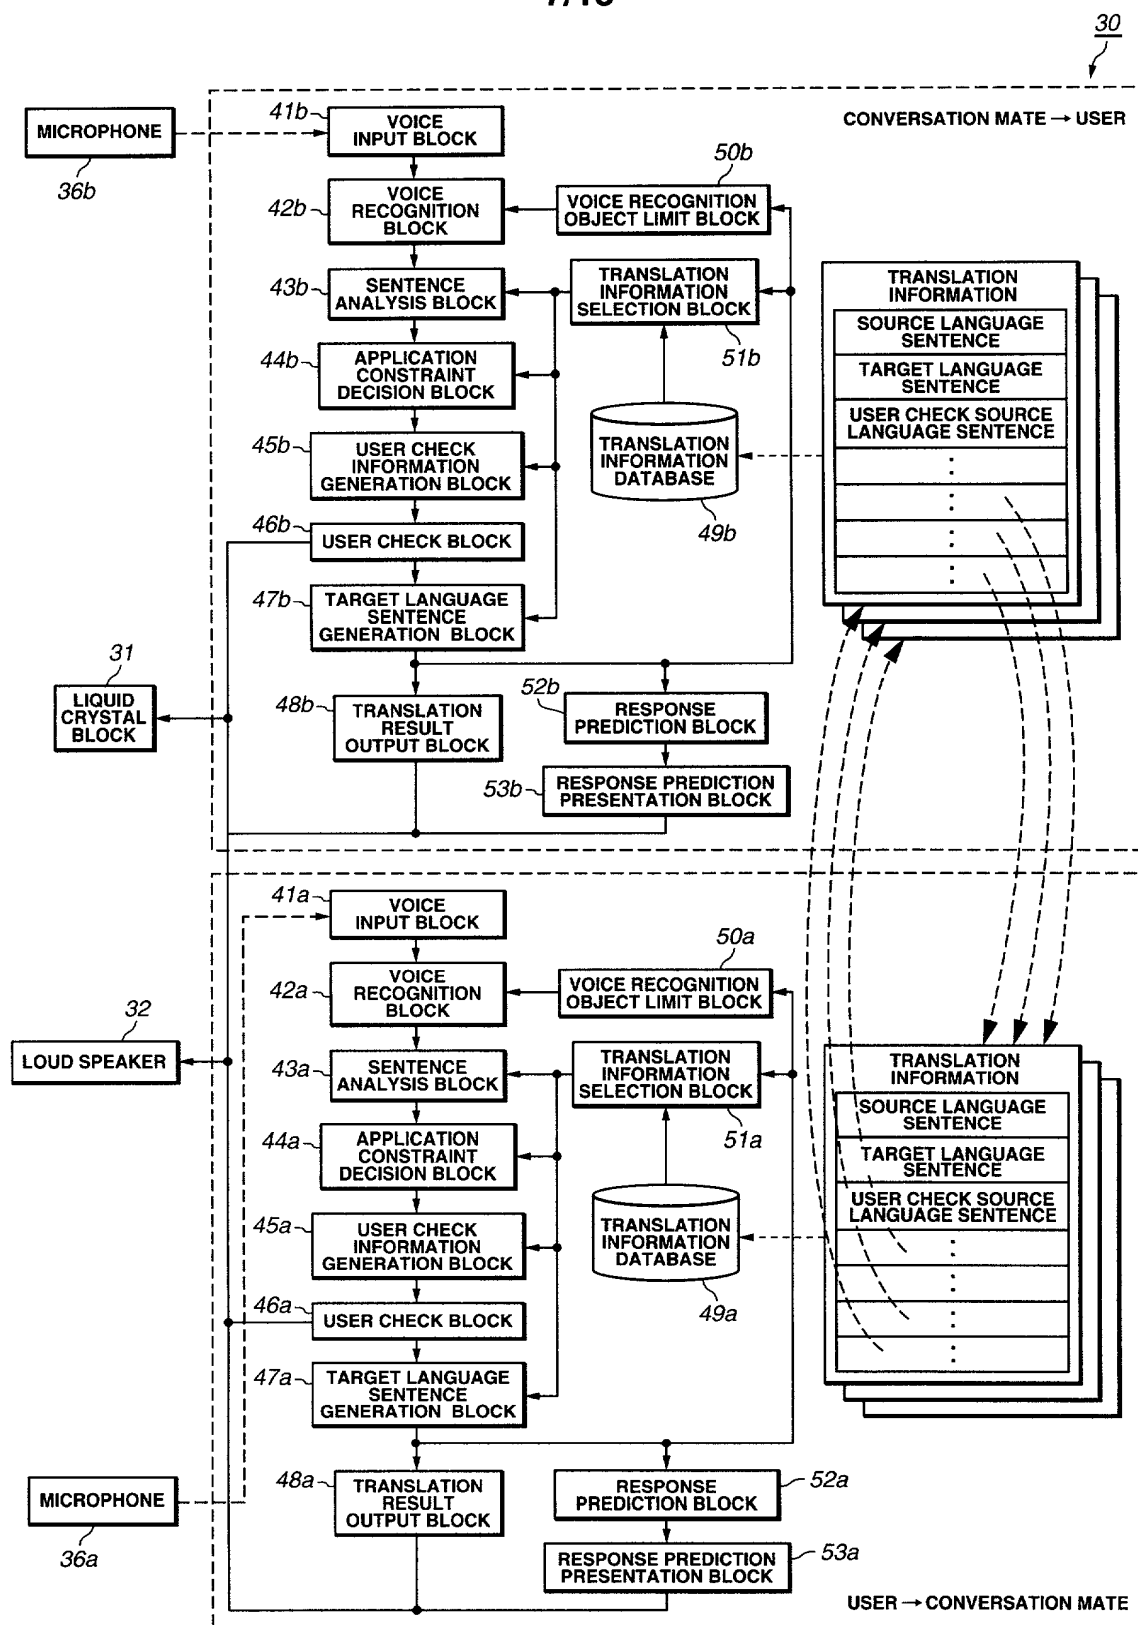 30
CONVERSATION MATE → USER
MICROPHONE
36b
41b
VOICE
INPUT BLOCK
42b
VOICE
RECOGNITION
BLOCK
50b
VOICE RECOGNITION
OBJECT LIMIT BLOCK
43b
SENTENCE
ANALYSIS BLOCK
TRANSLATION
INFORMATION
SELECTION BLOCK
51b
44b
APPLICATION
CONSTRAINT
DECISION BLOCK
45b
USER CHECK
INFORMATION
GENERATION BLOCK
TRANSLATION
INFORMATION
DATABASE
49b
46b
USER CHECK BLOCK
47b
TARGET LANGUAGE
SENTENCE
GENERATION BLOCK
31
LIQUID
CRYSTAL
BLOCK
48b
TRANSLATION
RESULT
OUTPUT BLOCK
52b
RESPONSE
PREDICTION BLOCK
53b
RESPONSE PREDICTION
PRESENTATION BLOCK
TRANSLATION
INFORMATION
SOURCE LANGUAGE
SENTENCE
TARGET LANGUAGE
SENTENCE
USER CHECK SOURCE
LANGUAGE SENTENCE
41a
VOICE
INPUT BLOCK
42a
VOICE
RECOGNITION
BLOCK
50a
VOICE RECOGNITION
OBJECT LIMIT BLOCK
32
LOUD SPEAKER
43a
SENTENCE
ANALYSIS BLOCK
TRANSLATION
INFORMATION
SELECTION BLOCK
51a
44a
APPLICATION
CONSTRAINT
DECISION BLOCK
45a
USER CHECK
INFORMATION
GENERATION BLOCK
TRANSLATION
INFORMATION
DATABASE
49a
46a
USER CHECK BLOCK
47a
TARGET LANGUAGE
SENTENCE
GENERATION BLOCK
MICROPHONE
36a
48a
TRANSLATION
RESULT
OUTPUT BLOCK
RESPONSE
PREDICTION BLOCK
52a
RESPONSE PREDICTION
PRESENTATION BLOCK
53a
TRANSLATION
INFORMATION
SOURCE LANGUAGE
SENTENCE
TARGET LANGUAGE
SENTENCE
USER CHECK SOURCE
LANGUAGE SENTENCE
USER → CONVERSATION MATE